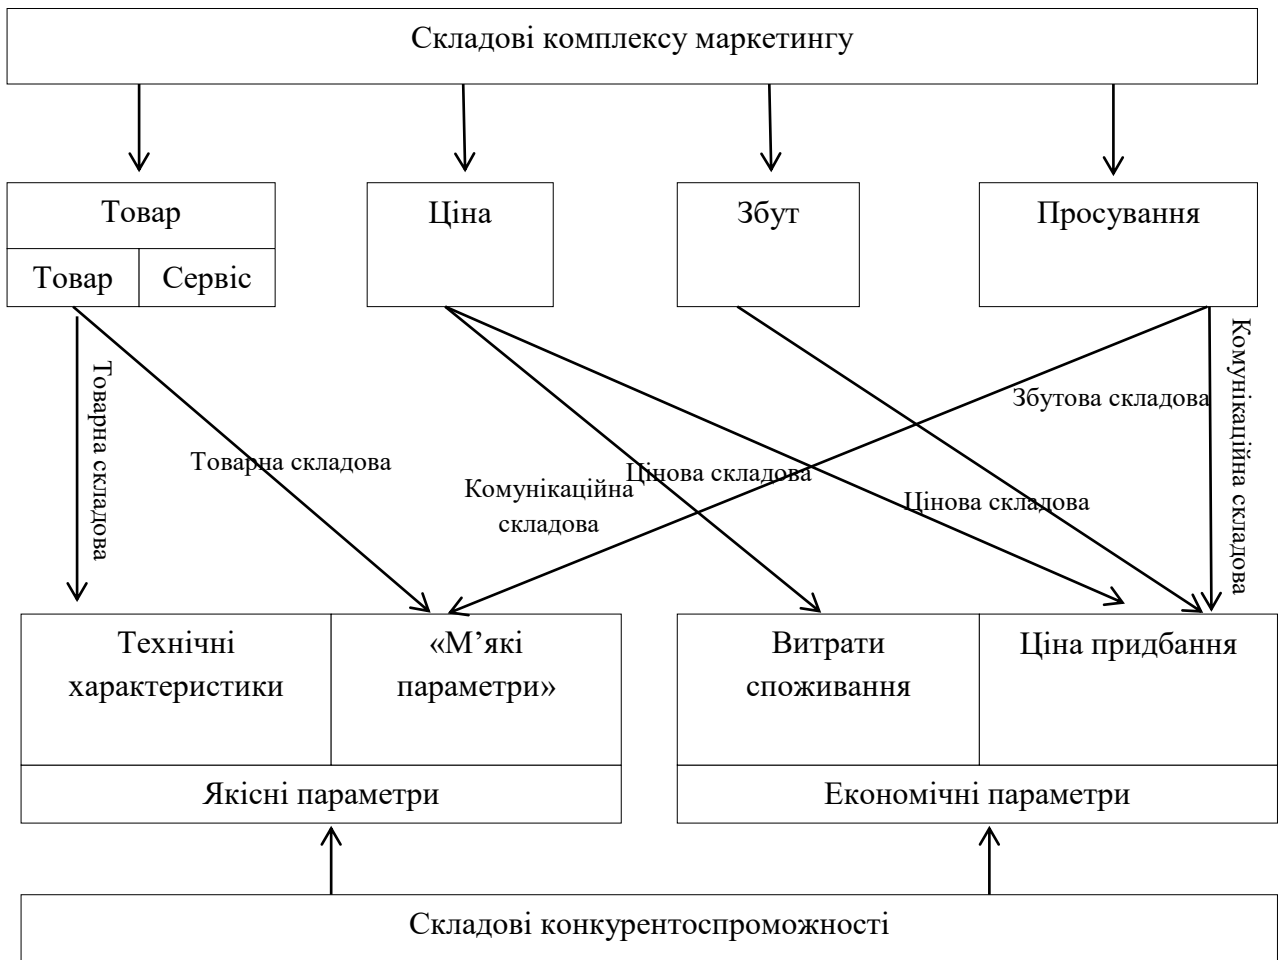 Складові комплексу маркетингу
Товар
Ціна
Збут
Просування
Товар
Сервіс
Товарна складова
Товарна складова
Комунікаційна
складова
Цінова складова
Цінова складова
Збутова складова
Комунікаційна складова
Технічні
характеристики
«М’які
параметри»
Витрати
споживання
Ціна придбання
Якісні параметри
Економічні параметри
Складові конкурентоспроможності